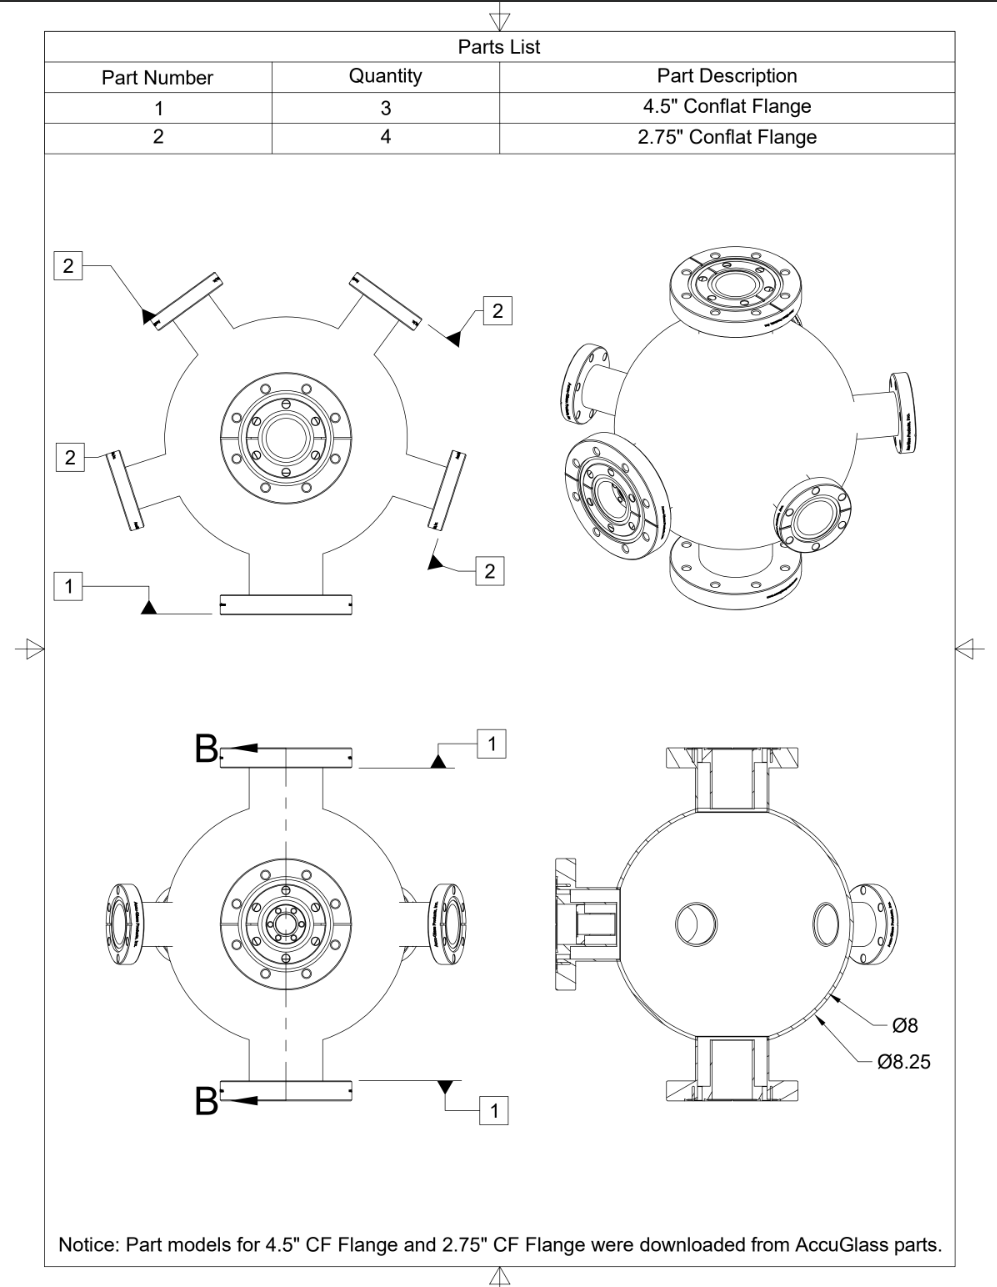 Parts List
Part Number Quantity Part Description
1 3 4.5" Conflat Flange
2 4 2.75" Conflat Flange
2
2
2
2
1
B
1
B
1
Ø8
Ø8.25
Notice: Part models for 4.5" CF Flange and 2.75" CF Flange were downloaded from AccuGlass parts.